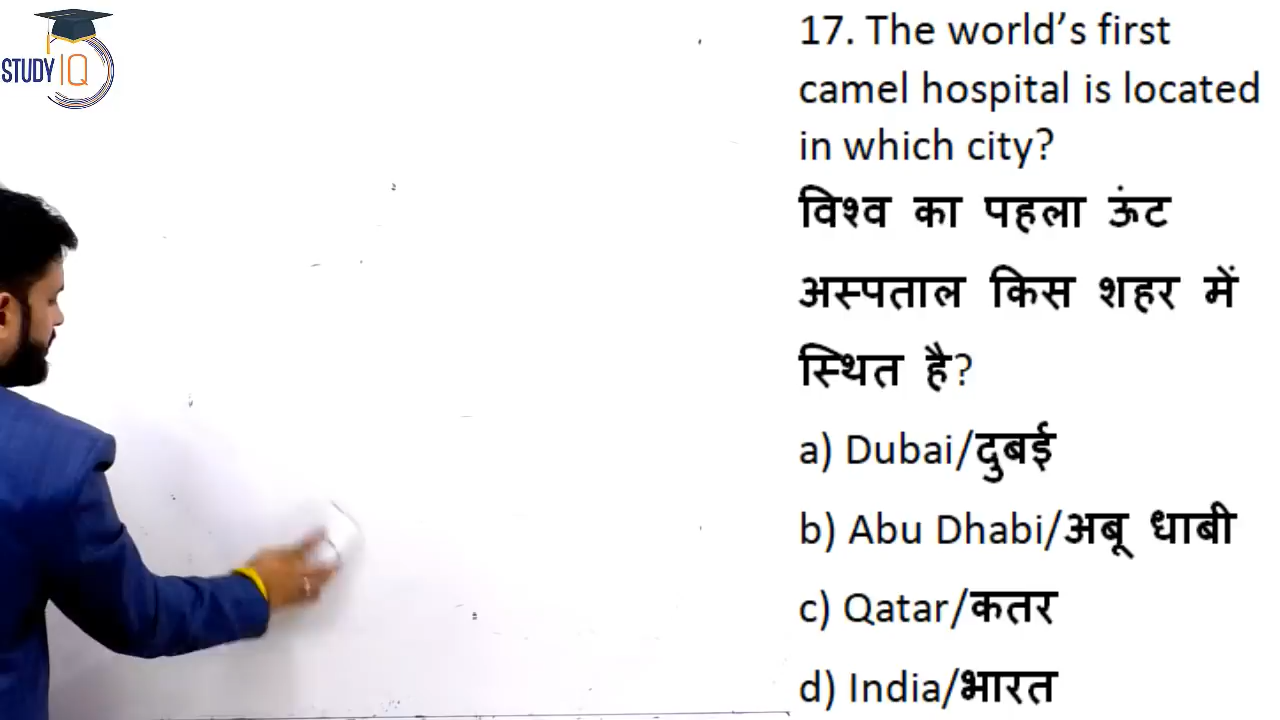 STUDY IQ
17. The world’s first
camel hospital is located
in which city?
विश्व का पहला ऊंट
अस्पताल किस शहर में
स्थित है?
a) Dubai/दुबई
b) Abu Dhabi/अबू धाबी
c) Qatar/कतर
d) India/भारत